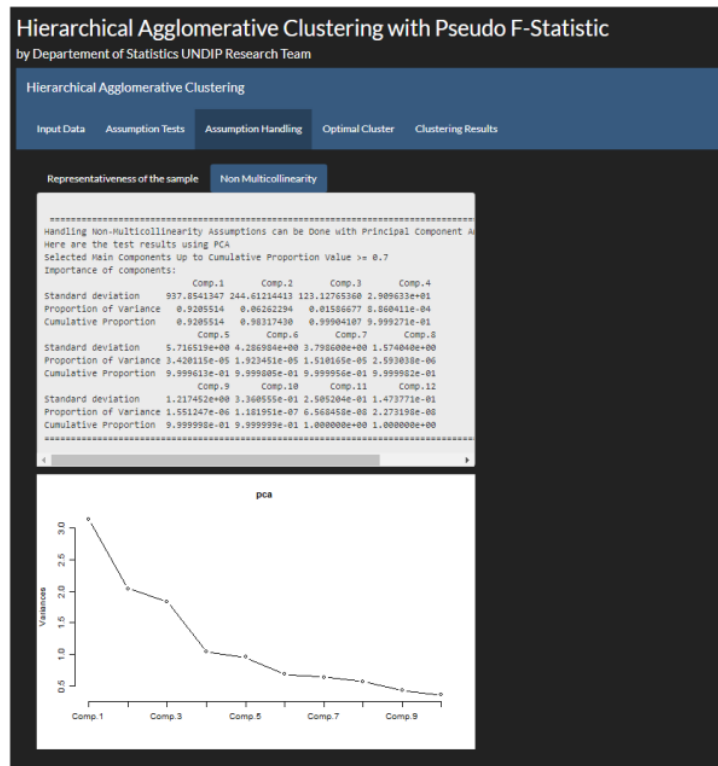 Hierarchical Agglomerative Clustering with Pseudo F-Statistic
by Departement of Statistics UNDIP Research Team
Hierarchical Agglomerative Clustering
Input Data Assumption Tests Assumption Handling Optimal Cluster Clustering Results
Representativeness of the sample Non Multicollinearity
================================================================================
Handling Non-Multicollinearity Assumptions can be Done with Principal Component A
Here are the test results using PCA
Selected Main Components Up to Cumulative Proportion Value >= 0.7
Importance of components:
Comp.1 Comp.2 Comp.3 Comp.4
Standard deviation 937.8541347 244.61214413 123.12765360 2.909633e+01
Proportion of Variance 0.9205514 0.06262294 0.01586677 8.860411e-04
Cumulative Proportion 0.9205514 0.98317430 0.99904107 9.999271e-01
Comp.5 Comp.6 Comp.7 Comp.8
Standard deviation 5.716519e+00 4.286984e+00 3.798600e+00 1.574040e+00
Proportion of Variance 3.420115e-05 1.923451e-05 1.510165e-05 2.593038e-06
Cumulative Proportion 9.999613e-01 9.999805e-01 9.999956e-01 9.999982e-01
Comp.9 Comp.10 Comp.11 Comp.12
Standard deviation 1.217452e+00 3.360555e-01 2.505204e-01 1.473771e-01
Proportion of Variance 1.551247e-06 1.181951e-07 6.568458e-08 2.273198e-08
Cumulative Proportion 9.999998e-01 9.999999e-01 1.000000e+00 1.000000e+00
================================================================================
pca
Variances
3.0
2.5
2.0
1.5
1.0
0.5
Comp.1 Comp.3 Comp.5 Comp.7 Comp.9